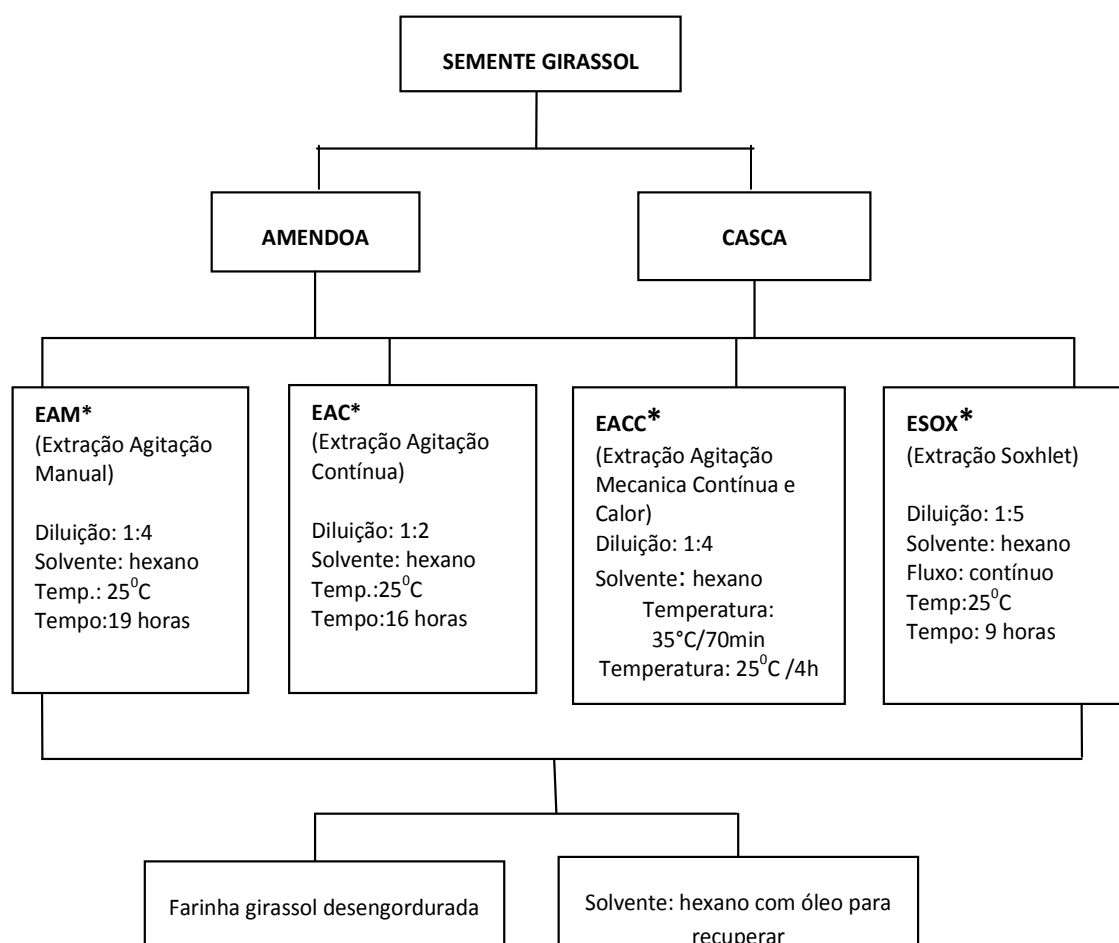 SEMENTE GIRASSOL
AMENDOA
CASCA
EAM*
(Extração Agitação
Manual)
Diluição: 1:4
Solvente: hexano
Temp.: 25⁰C
Tempo:19 horas
EAC*
(Extração Agitação
Contínua)
Diluição: 1:2
Solvente: hexano
Temp.:25⁰C
Tempo:16 horas
EACC*
(Extração Agitação
Mecanica Contínua e
Calor)
Diluição: 1:4
Solvente: hexano
Temperatura:
35°C/70min
Temperatura: 25⁰C /4h
ESOX*
(Extração Soxhlet)
Diluição: 1:5
Solvente: hexano
Fluxo: contínuo
Temp:25⁰C
Tempo: 9 horas
Farinha girassol desengordurada
Solvente: hexano com óleo para
recuperar